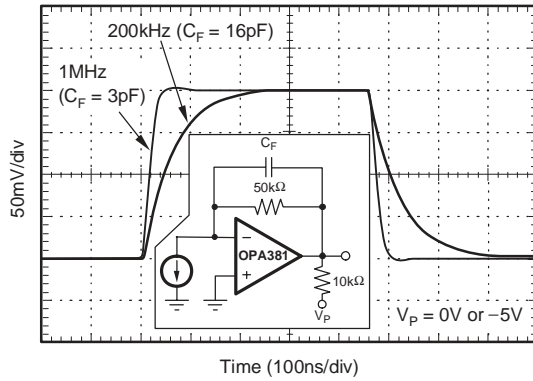 200kHz (C_F = 16pF)
1MHz
(C_F = 3pF)
50mV/div
C_F
50kΩ
−
OPA381
+
10kΩ
V_P
V_P = 0V or −5V
Time (100ns/div)